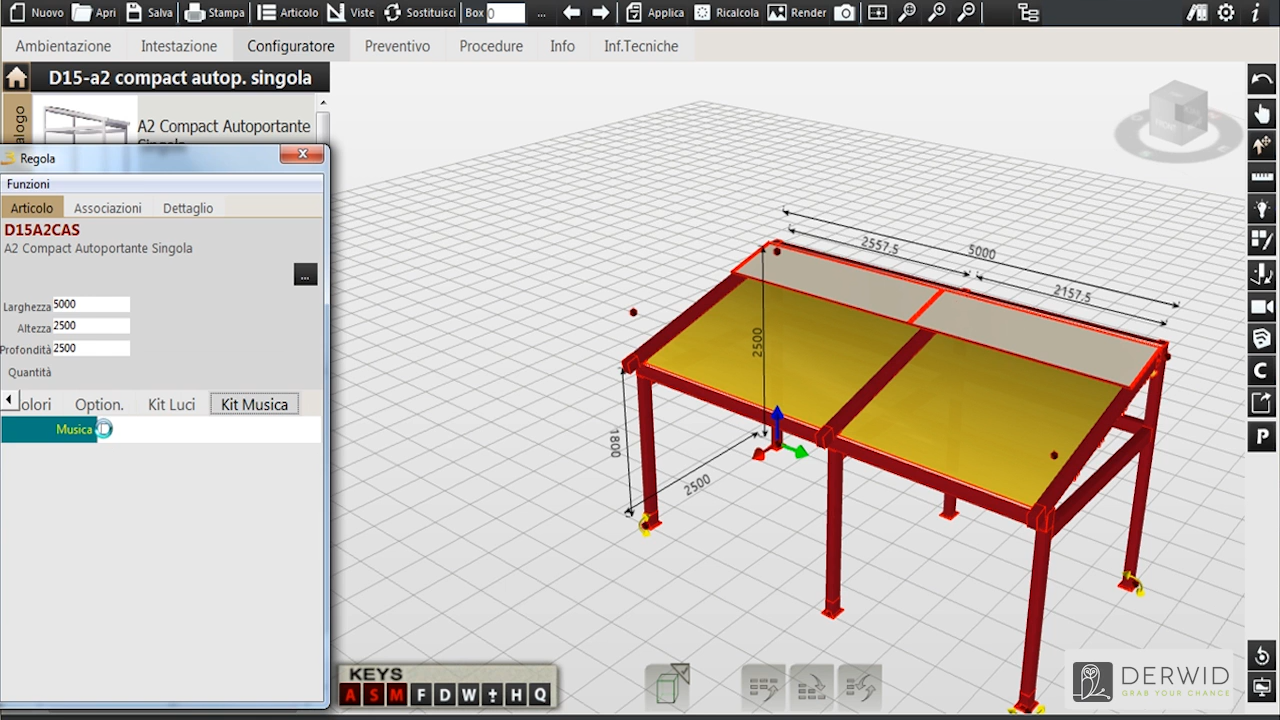 Nuovo Apri Salva Stampa Articolo Viste Sostituisci Box 0 ... Applica Ricalcola Render
Ambientazione Intestazione Configuratore Preventivo Procedure Info Inf.Tecniche
D15-a2 compact autop. singola
alogo
A2 Compact Autoportante
Singola
Regola
Funzioni
Articolo Associazioni Dettaglio
D15A2CAS
A2 Compact Autoportante Singola
...
Larghezza 5000
Altezza 2500
Profondità 2500
Quantità
olori Option. Kit Luci Kit Musica
Musica
2557.5
5000
2157.5
2500
1800
2500
C
P
KEYS
A S M F D W ± H Q
DERWID
GRAB YOUR CHANCE